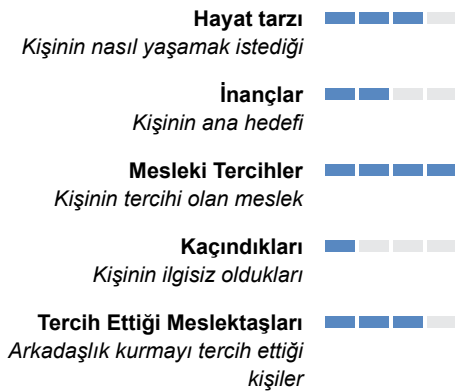 Hayat tarzı
Kişinin nasıl yaşamak istediği
İnançlar
Kişinin ana hedefi
Mesleki Tercihler
Kişinin tercihi olan meslek
Kaçındıkları
Kişinin ilgisiz oldukları
Tercih Ettiği Meslektaşları
Arkadaşlık kurmayı tercih ettiği
kişiler